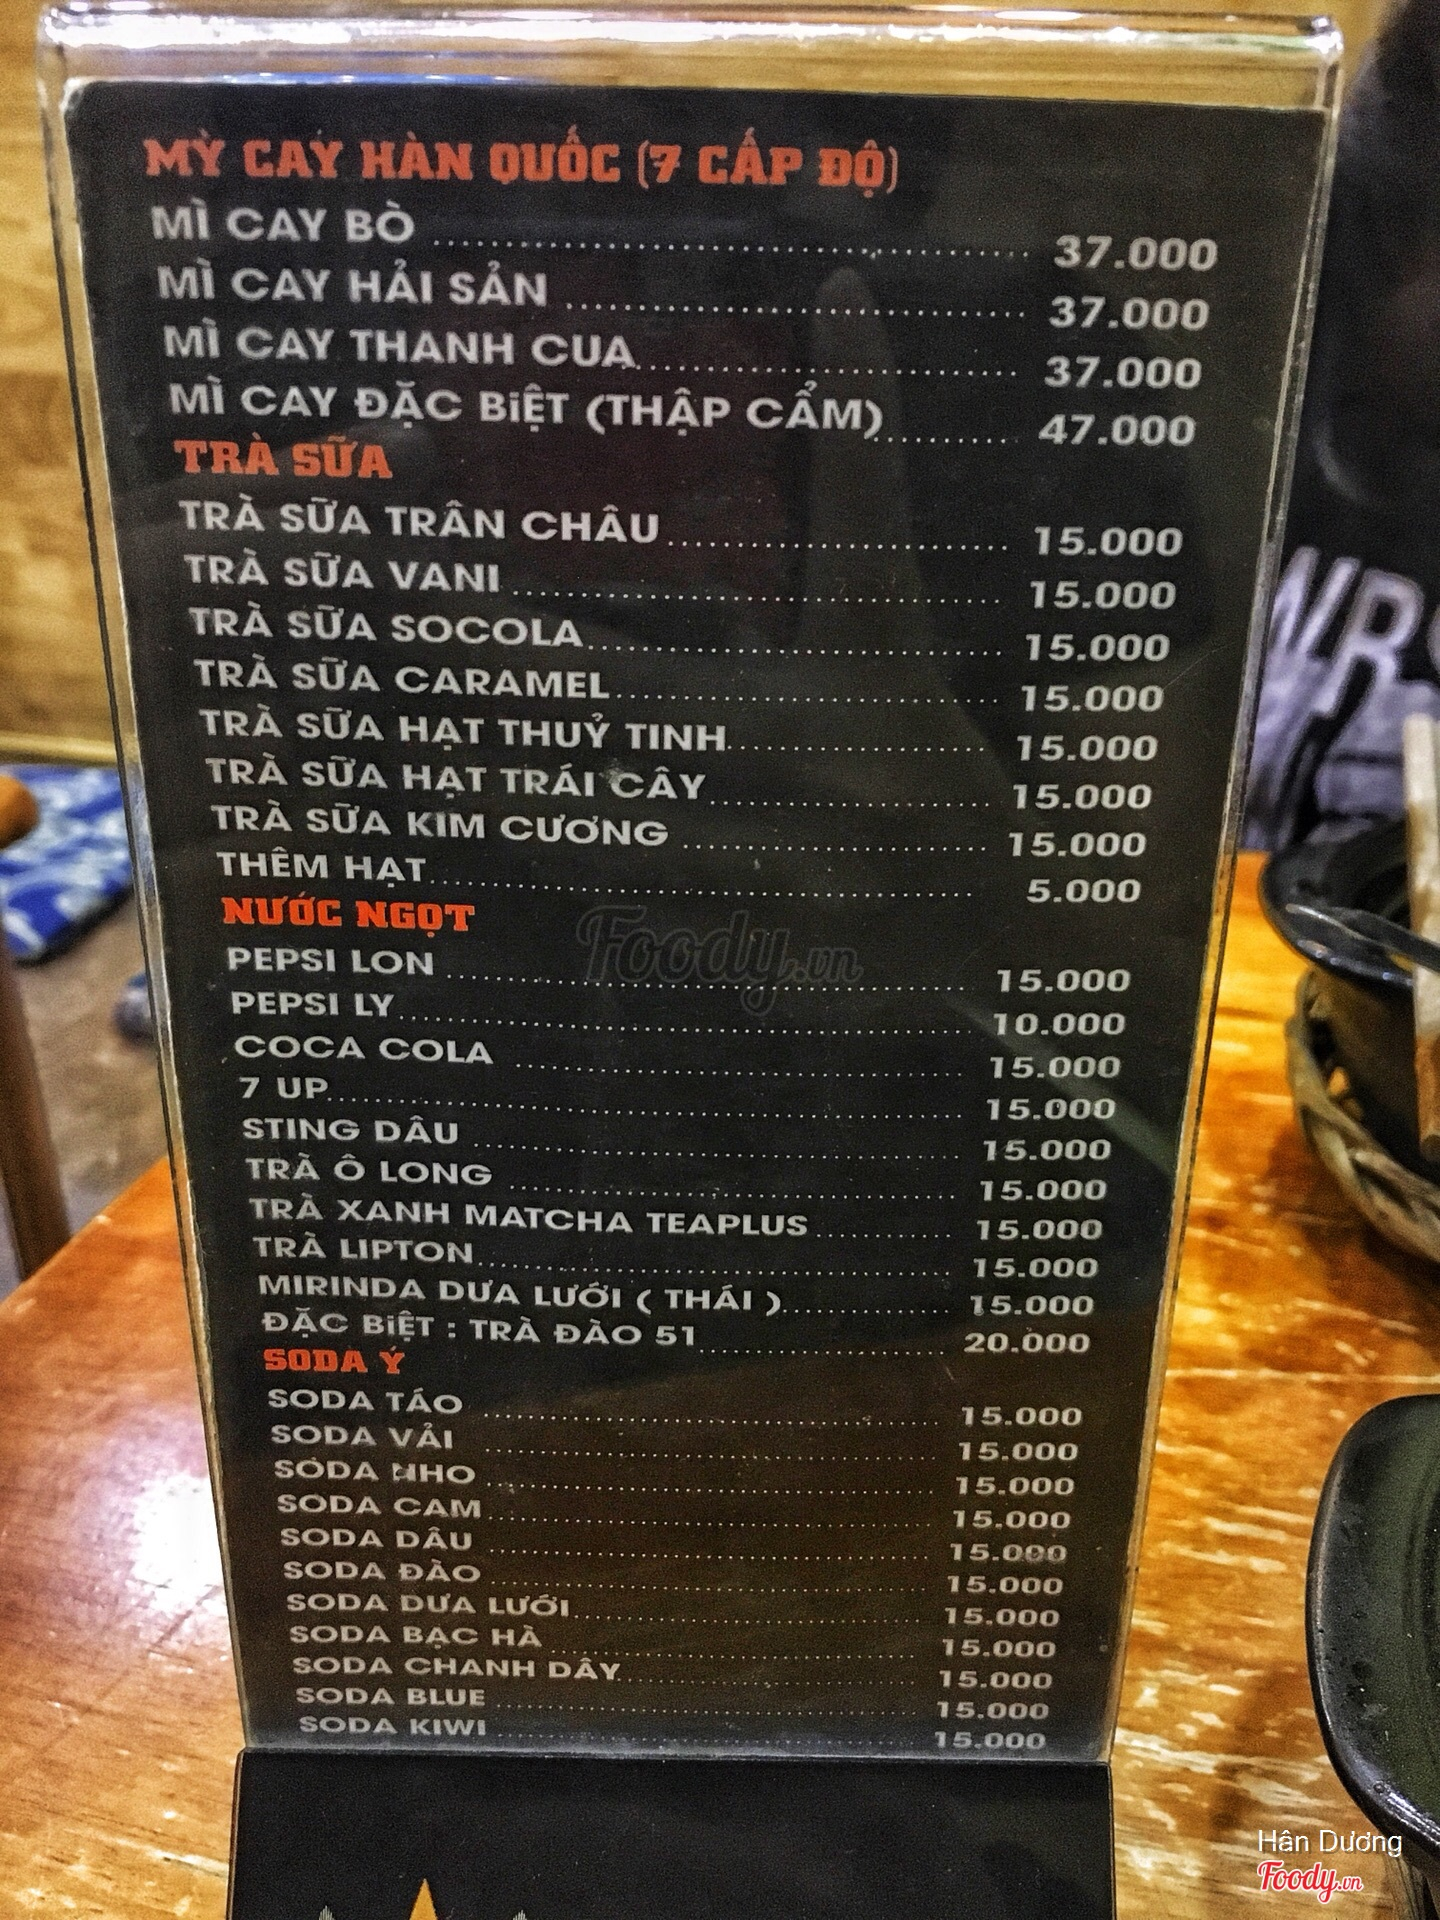 MỲ CAY HÀN QUỐC (7 CẤP ĐỘ)
MÌ CAY BÒ 37.000
MÌ CAY HẢI SẢN 37.000
MÌ CAY THANH CUA 37.000
MÌ CAY ĐẶC BiỆT (THẬP CẨM) 47.000
TRÀ SỮA
TRÀ SỮA TRÂN CHÂU 15.000
TRÀ SỮA VANI 15.000
TRÀ SỮA SOCOLA 15.000
TRÀ SỮA CARAMEL 15.000
TRÀ SỮA HẠT THUỶ TINH 15.000
TRÀ SỮA HẠT TRÁI CÂY 15.000
TRÀ SỮA KIM CƯƠNG 15.000
THÊM HẠT 5.000
NƯỚC NGỌT
PEPSI LON 15.000
PEPSI LY 10.000
COCA COLA 15.000
7 UP 15.000
STING DÂU 15.000
TRÀ Ô LONG 15.000
TRÀ XANH MATCHA TEAPLUS 15.000
TRÀ LIPTON 15.000
MIRINDA DƯA LƯỚI ( THÁI ) 15.000
ĐẶC BiỆT : TRÀ ĐÀO 51 20.000
SODA Ý
SODA TÁO 15.000
SODA VẢI 15.000
SODA NHO 15.000
SODA CAM 15.000
SODA DÂU 15.000
SODA ĐÀO 15.000
SODA DƯA LƯỚI 15.000
SODA BẠC HÀ 15.000
SODA CHANH DÂY 15.000
SODA BLUE 15.000
SODA KIWI 15.000
Foody.vn
Hân Dương
Foody.vn